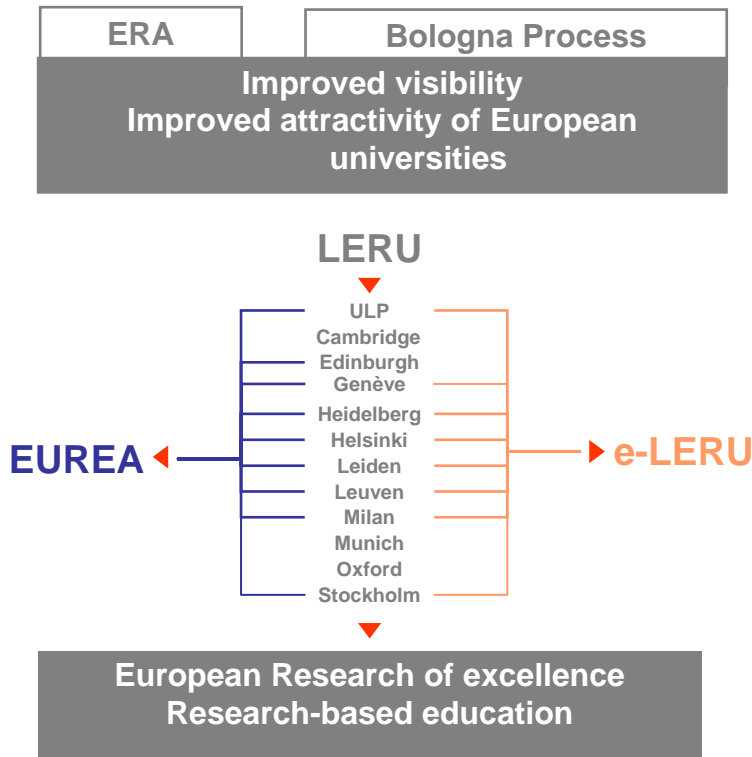 ERA
Bologna Process
Improved visibility
Improved attractivity of European
universities
LERU
ULP
Cambridge
Edinburgh
Genève
Heidelberg
Helsinki
Leiden
Leuven
Milan
Munich
Oxford
Stockholm
EUREA
e-LERU
European Research of excellence
Research-based education